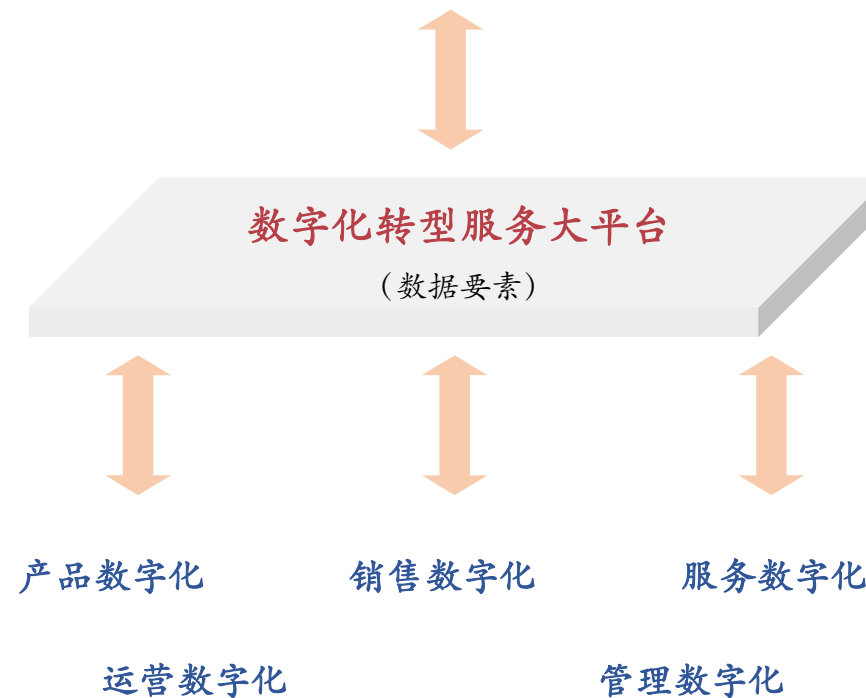 数字化转型服务大平台
（数据要素）
产品数字化
销售数字化
服务数字化
运营数字化
管理数字化